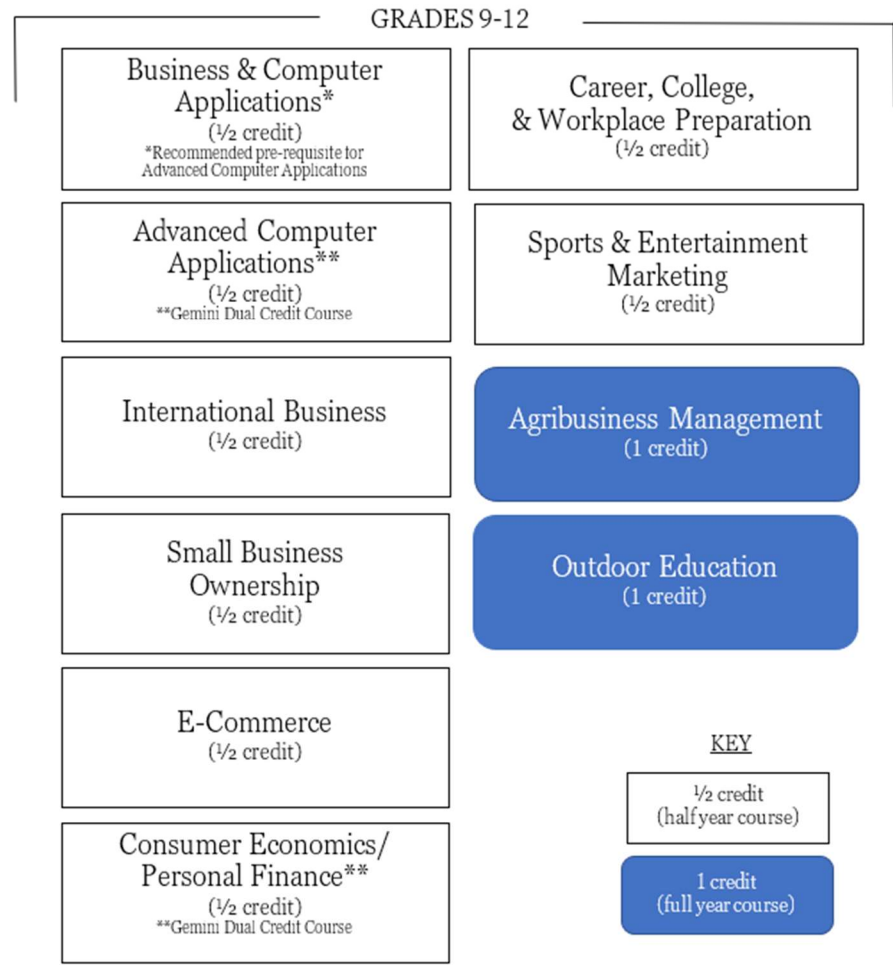 GRADES 9-12
Business & Computer
Applications*
(½ credit)
*Recommended pre-requisite for
Advanced Computer Applications
Advanced Computer
Applications**
(½ credit)
**Gemini Dual Credit Course
International Business
(½ credit)
Small Business
Ownership
(½ credit)
E-Commerce
(½ credit)
Consumer Economics/
Personal Finance**
(½ credit)
**Gemini Dual Credit Course
Career, College,
& Workplace Preparation
(½ credit)
Sports & Entertainment
Marketing
(½ credit)
Agribusiness Management
(1 credit)
Outdoor Education
(1 credit)
KEY
½ credit
(half year course)
1 credit
(full year course)